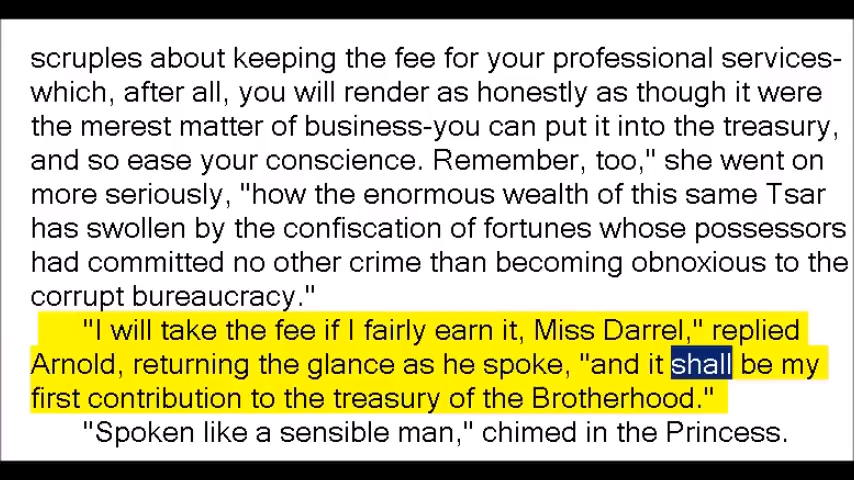 scruples about keeping the fee for your professional services-
which, after all, you will render as honestly as though it were
the merest matter of business-you can put it into the treasury,
and so ease your conscience. Remember, too," she went on
more seriously, "how the enormous wealth of this same Tsar
has swollen by the confiscation of fortunes whose possessors
had committed no other crime than becoming obnoxious to the
corrupt bureaucracy."
"I will take the fee if I fairly earn it, Miss Darrel," replied
Arnold, returning the glance as he spoke, "and it shall be my
first contribution to the treasury of the Brotherhood."
"Spoken like a sensible man," chimed in the Princess.